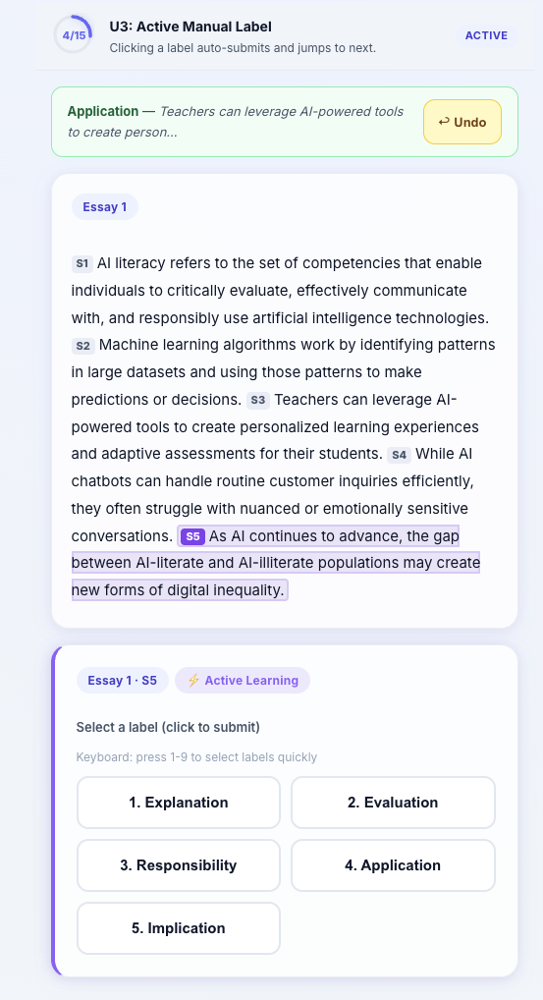 4/15
U3: Active Manual Label
Clicking a label auto-submits and jumps to next.
ACTIVE
Application — Teachers can leverage AI-powered tools
to create person...
↩ Undo
Essay 1
S1 AI literacy refers to the set of competencies that enable
individuals to critically evaluate, effectively communicate
with, and responsibly use artificial intelligence technologies.
S2 Machine learning algorithms work by identifying patterns
in large datasets and using those patterns to make
predictions or decisions. S3 Teachers can leverage AI-
powered tools to create personalized learning experiences
and adaptive assessments for their students. S4 While AI
chatbots can handle routine customer inquiries efficiently,
they often struggle with nuanced or emotionally sensitive
conversations. S5 As AI continues to advance, the gap
between AI-literate and AI-illiterate populations may create
new forms of digital inequality.
Essay 1 · S5
⚡ Active Learning
Select a label (click to submit)
Keyboard: press 1-9 to select labels quickly
1. Explanation
2. Evaluation
3. Responsibility
4. Application
5. Implication